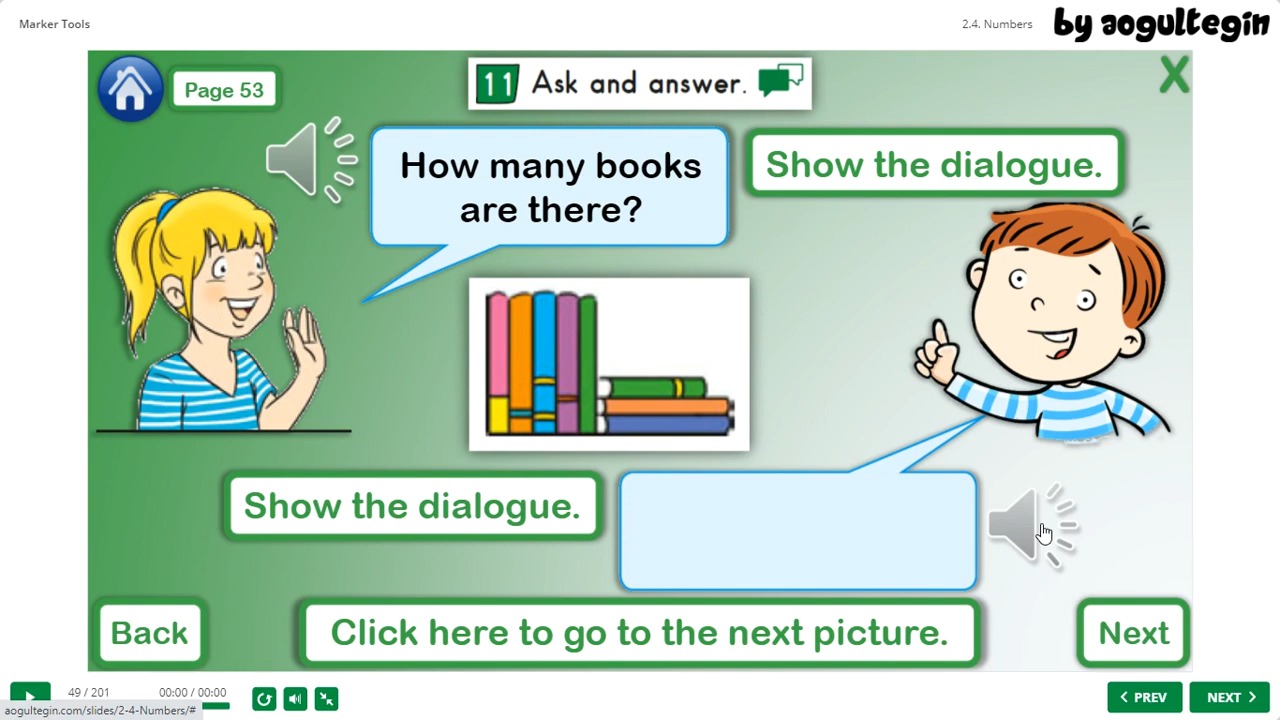 Marker Tools
2.4. Numbers
by aogultegin
Page 53
11 Ask and answer.
X
How many books
are there?
Show the dialogue.
Show the dialogue.
Back
Click here to go to the next picture.
Next
49 / 201
00:00 / 00:00
PREV
NEXT
aogultegin.com/slides/2-4-Numbers/#